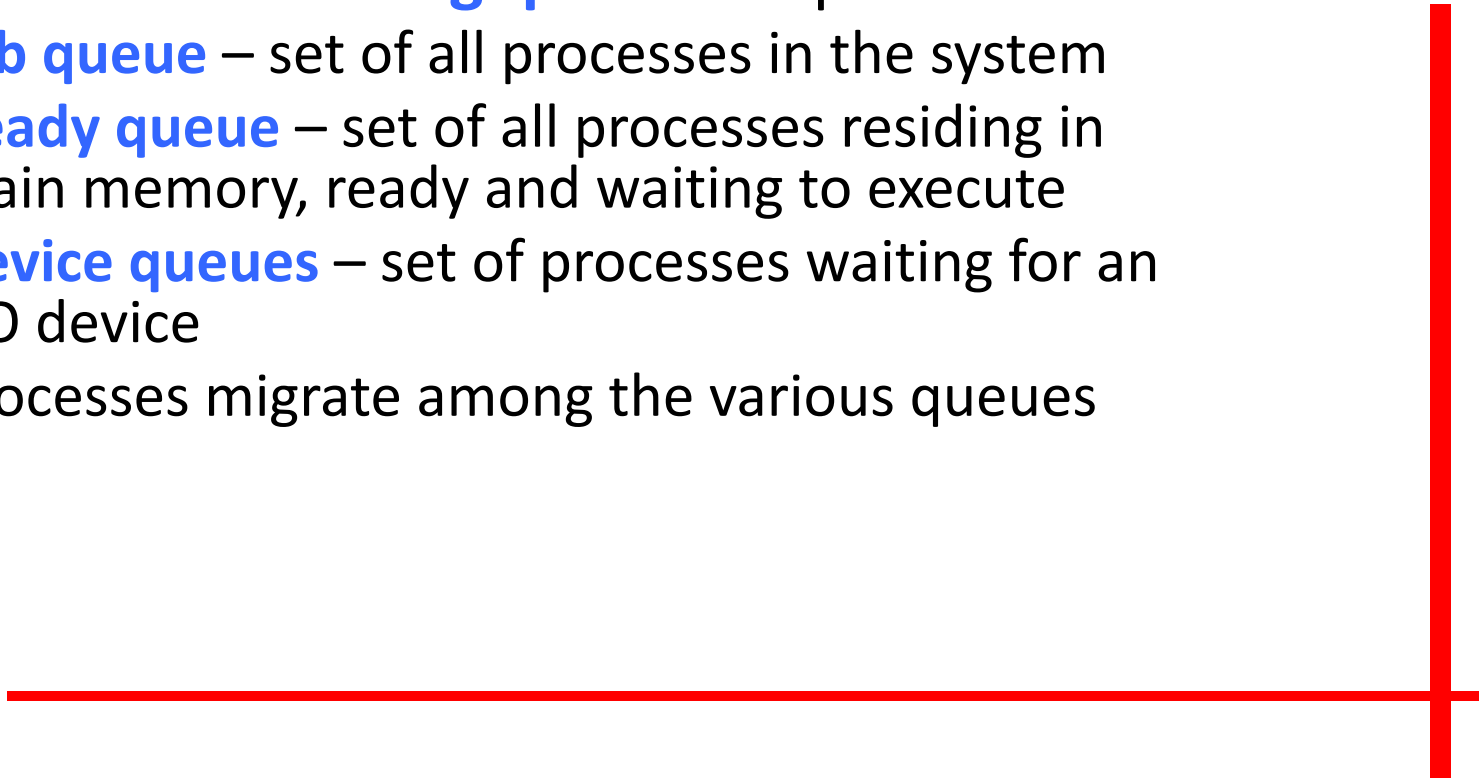 b queue – set of all processes in the system
eady queue – set of all processes residing in
ain memory, ready and waiting to execute
evice queues – set of processes waiting for an
O device
ocesses migrate among the various queues